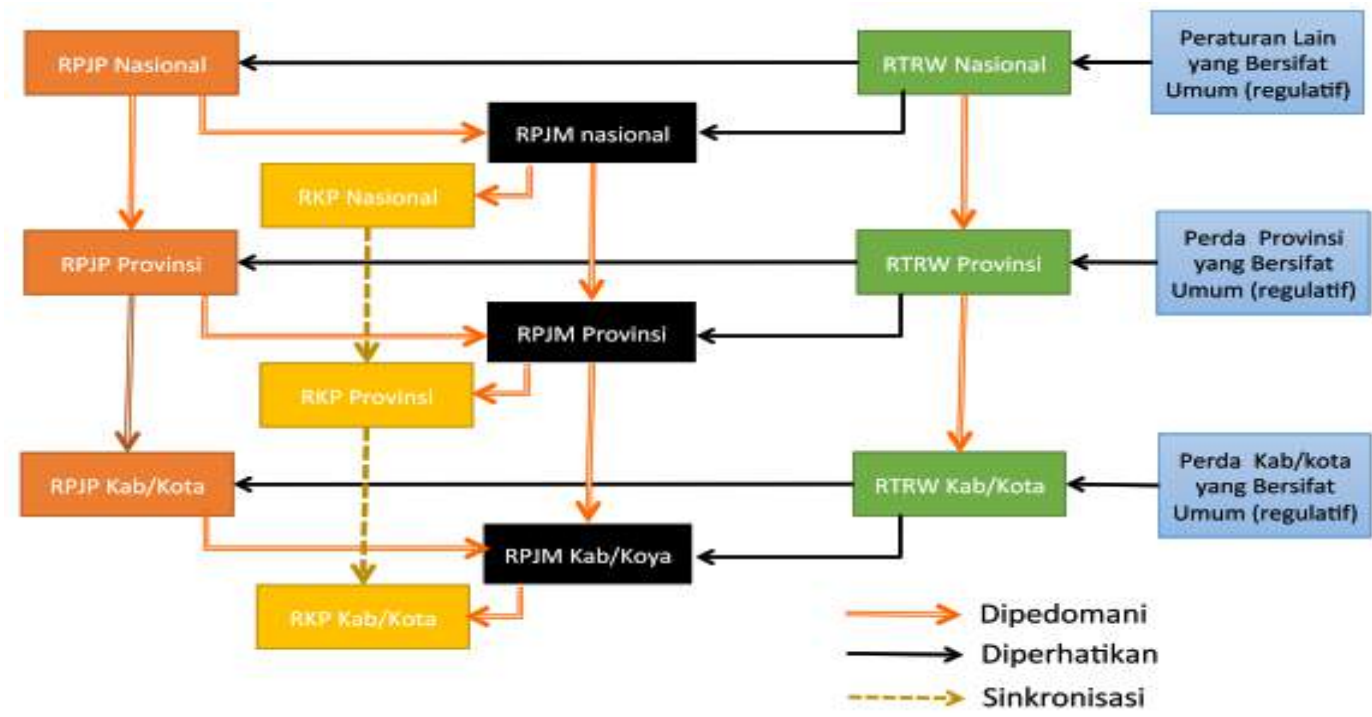 RPJP Nasional
RTRW Nasional
Peraturan Lain
yang Bersifat
Umum (regulatif)
RPJM nasional
RKP Nasional
RPJP Provinsi
RTRW Provinsi
Perda Provinsi
yang Bersifat
Umum (regulatif)
RPJM Provinsi
RKP Provinsi
RPJP Kab/Kota
RTRW Kab/Kota
Perda Kab/kota
yang Bersifat
Umum (regulatif)
RPJM Kab/Koya
RKP Kab/Kota
Dipedomani
Diperhatikan
Sinkronisasi